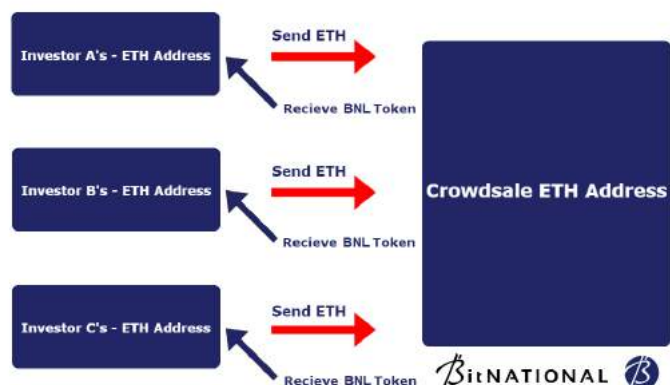 Investor A's - ETH Address
Send ETH
Recieve BNL Token
Investor B's - ETH Address
Send ETH
Recieve BNL Token
Crowdsale ETH Address
Investor C's - ETH Address
Send ETH
Recieve BNL Token
BitNATIONAL B